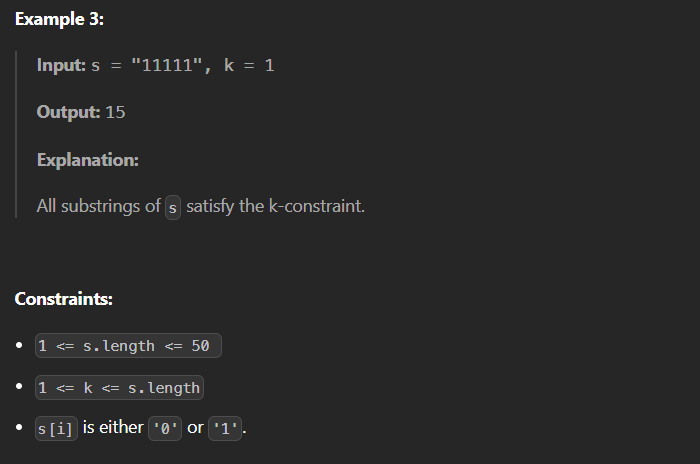 Example 3:
Input: s = "11111", k = 1
Output: 15
Explanation:
All substrings of s satisfy the k-constraint.
Constraints:
• 1 <= s.length <= 50
• 1 <= k <= s.length
• s[i] is either '0' or '1'.